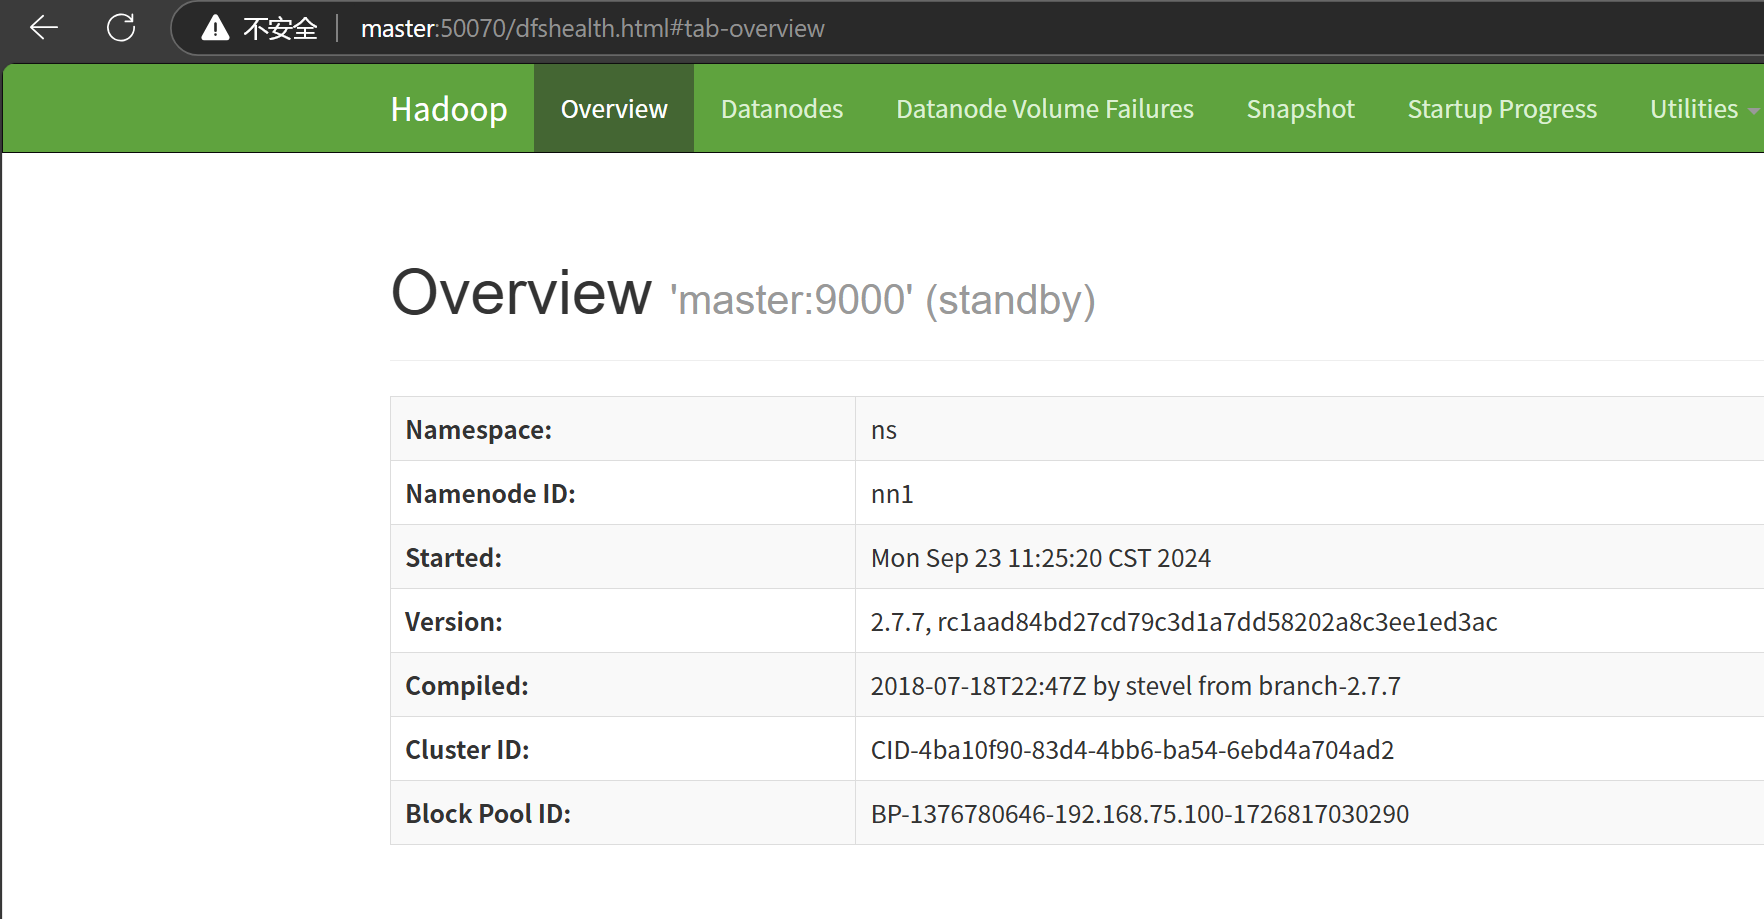 不安全 master:50070/dfshealth.html#tab-overview
Hadoop Overview Datanodes Datanode Volume Failures Snapshot Startup Progress Utilities
Overview 'master:9000' (standby)
Namespace: ns
Namenode ID: nn1
Started: Mon Sep 23 11:25:20 CST 2024
Version: 2.7.7, rc1aad84bd27cd79c3d1a7dd58202a8c3ee1ed3ac
Compiled: 2018-07-18T22:47Z by stevel from branch-2.7.7
Cluster ID: CID-4ba10f90-83d4-4bb6-ba54-6ebd4a704ad2
Block Pool ID: BP-1376780646-192.168.75.100-1726817030290